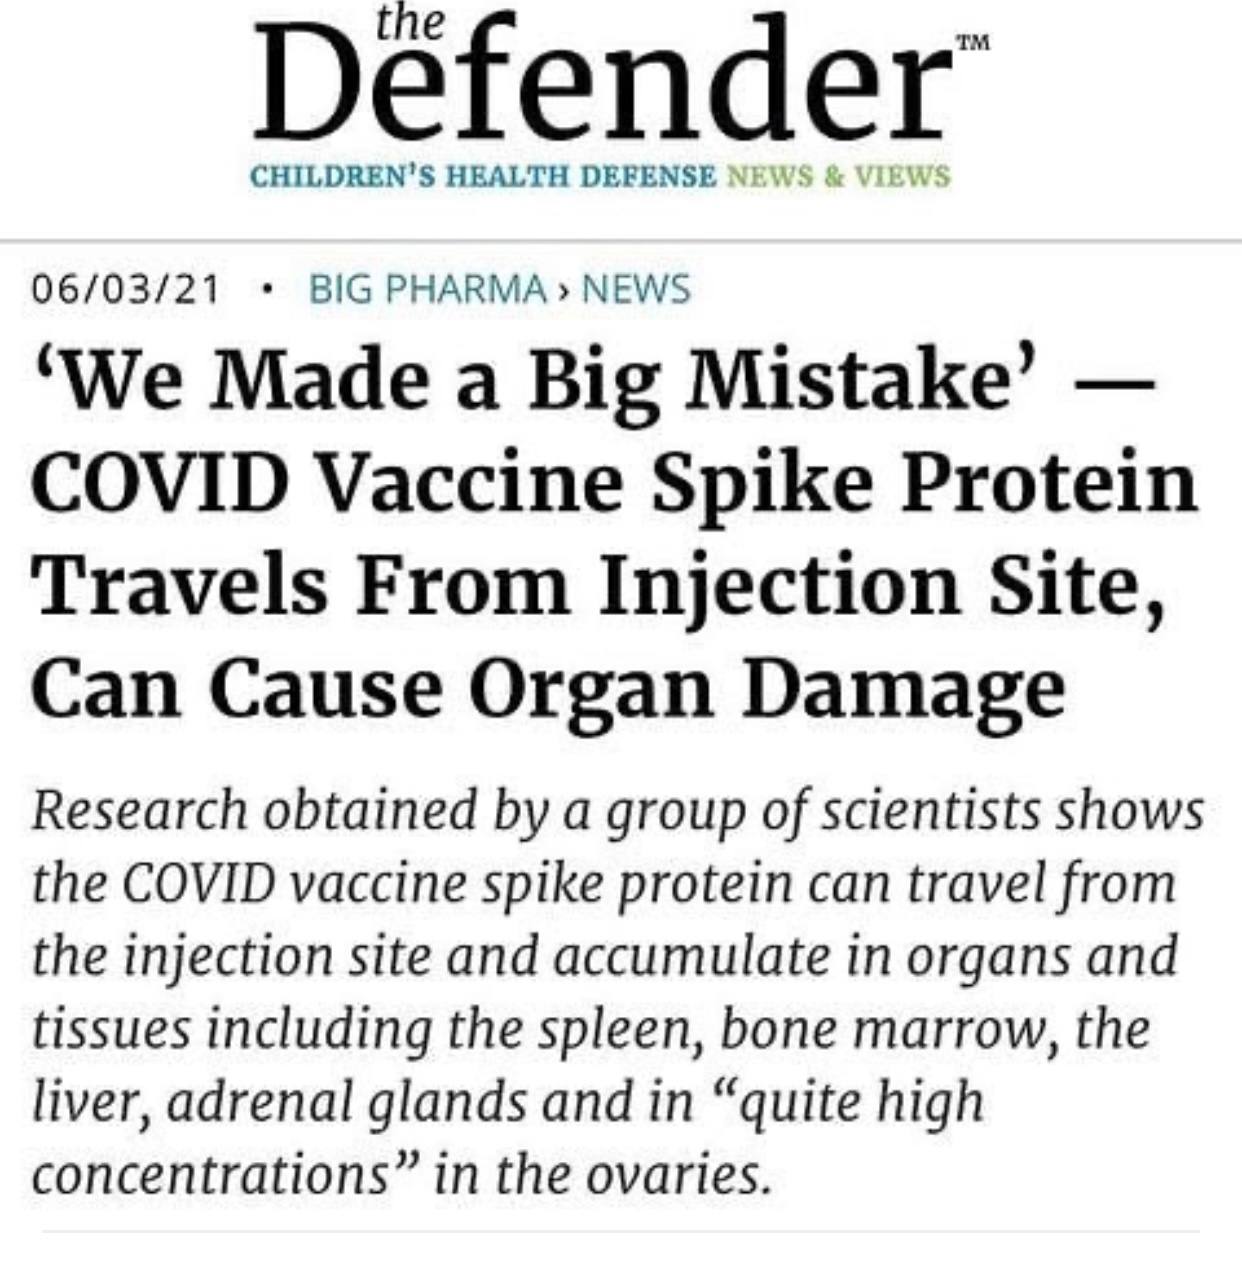 the
Defender™
CHILDREN'S HEALTH DEFENSE NEWS & VIEWS
06/03/21 • BIG PHARMA › NEWS
‘We Made a Big Mistake’ —
COVID Vaccine Spike Protein
Travels From Injection Site,
Can Cause Organ Damage
Research obtained by a group of scientists shows
the COVID vaccine spike protein can travel from
the injection site and accumulate in organs and
tissues including the spleen, bone marrow, the
liver, adrenal glands and in “quite high
concentrations” in the ovaries.